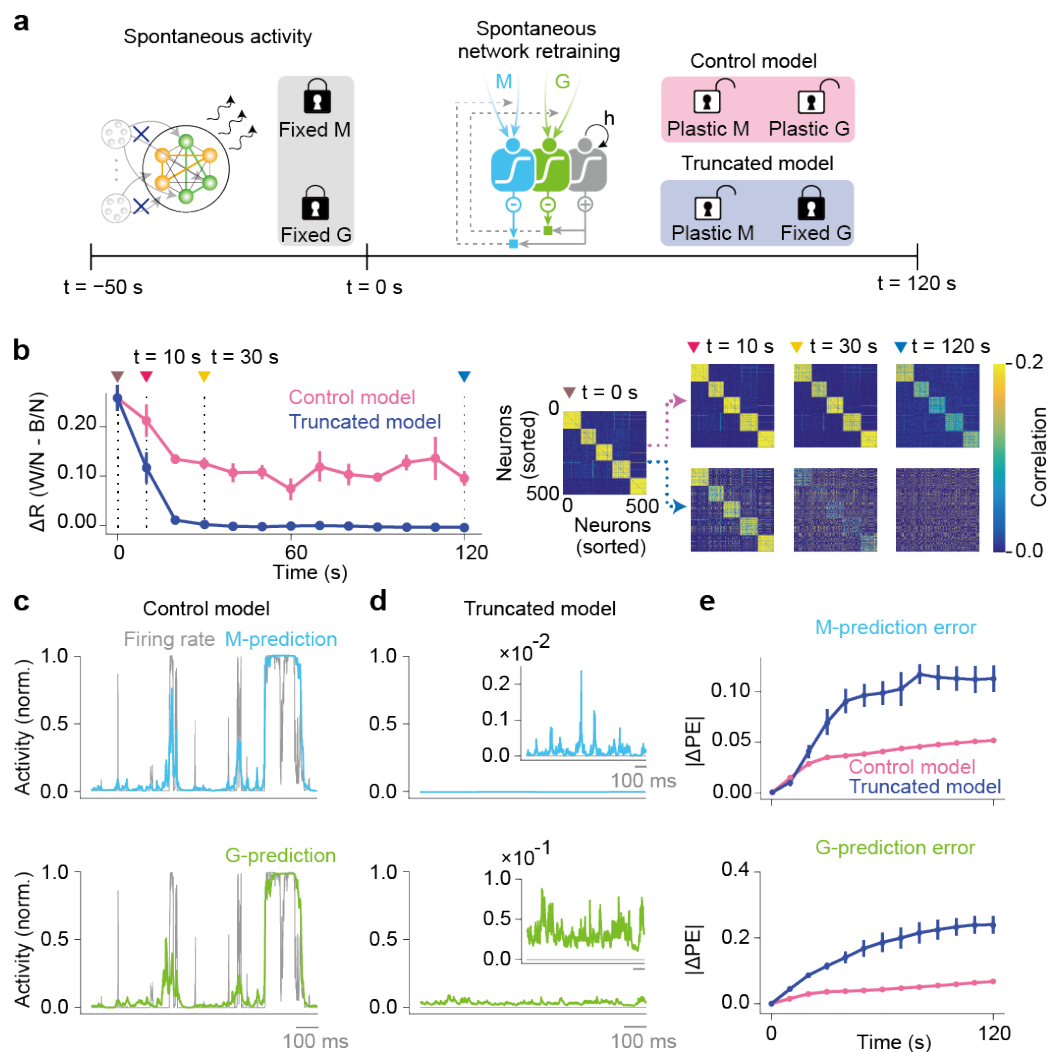 a
Spontaneous activity
Fixed M
Fixed G
Spontaneous
network retraining
M
G
h
Control model
Plastic M
Plastic G
Truncated model
Plastic M
Fixed G
t = −50 s
t = 0 s
t = 120 s
b
t = 10 s
t = 30 s
Control model
Truncated model
ΔR (W/N - B/N)
0.20
0.10
0.00
0
60
120
Time (s)
t = 0 s
Neurons
(sorted)
0
500
0
500
Neurons
(sorted)
t = 10 s
t = 30 s
t = 120 s
0.2
0.0
Correlation
c
Control model
Firing rate
M-prediction
Activity (norm.)
1.0
0.5
0.0
G-prediction
Activity (norm.)
1.0
0.5
0.0
100 ms
d
Truncated model
1.0
0.5
0.0
×10⁻²
0.2
0.1
0.0
100 ms
1.0
0.5
0.0
×10⁻¹
1.0
0.5
0.0
100 ms
e
M-prediction error
|ΔPE|
0.10
0.05
0.00
Control model
Truncated model
G-prediction error
|ΔPE|
0.4
0.2
0.0
0
120
Time (s)